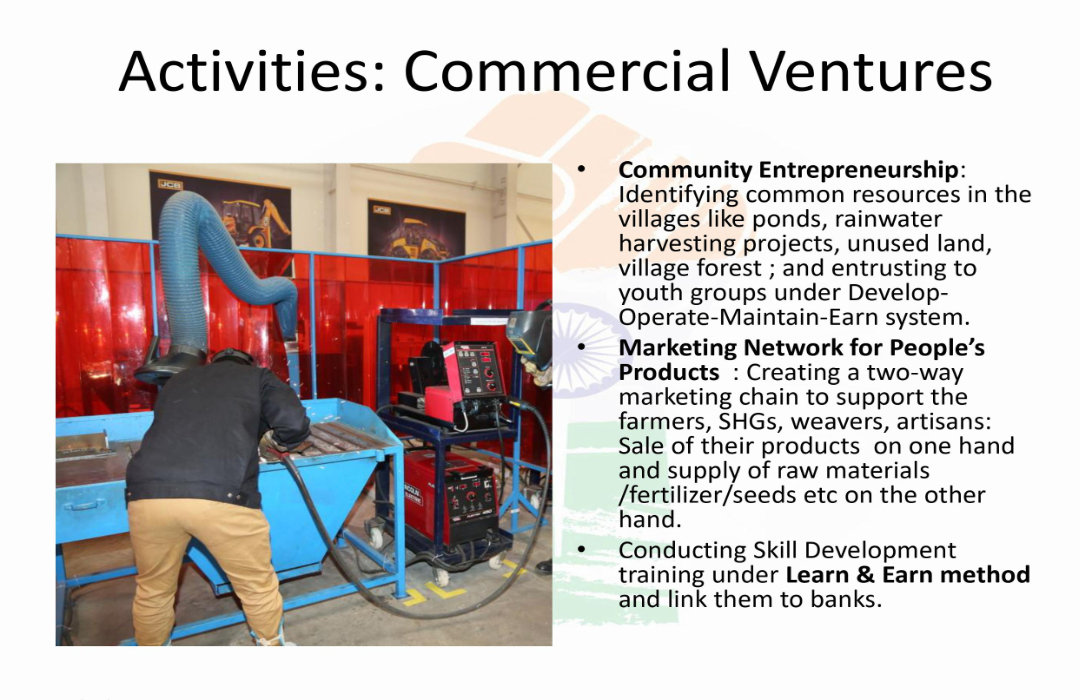 Activities: Commercial Ventures
JCB
JCB
• Community Entrepreneurship:
Identifying common resources in the
villages like ponds, rainwater
harvesting projects, unused land,
village forest ; and entrusting to
youth groups under Develop-
Operate-Maintain-Earn system.
• Marketing Network for People’s
Products  : Creating a two-way
marketing chain to support the
farmers, SHGs, weavers, artisans:
Sale of their products  on one hand
and supply of raw materials
/fertilizer/seeds etc on the other
hand.
• Conducting Skill Development
training under Learn & Earn method
and link them to banks.
LINCOLN
ELECTRIC